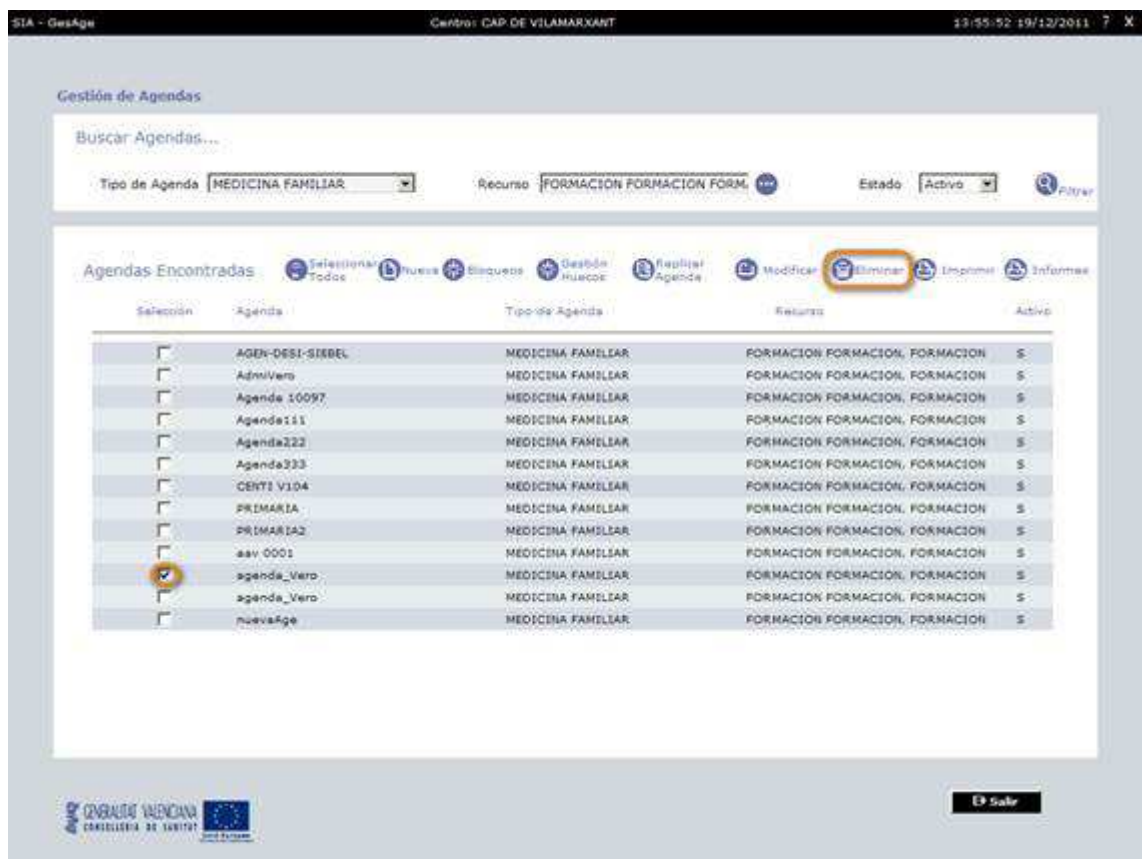 SIA - GesAge Centro: CAP DE VILAMARXANT 13:55:52 19/12/2011 ? X
Gestión de Agendas
Buscar Agendas...
Tipo de Agenda MEDICINA FAMILIAR Recurso FORMACION FORMACION FORM. Estado Activo Filtrar
Agendas Encontradas Seleccionar Todos Nueva Bloqueos Gestión Huecos Replicar Agenda Modificar Eliminar Imprimir Informes
Selección Agenda Tipo de Agenda Recurso Activo
AGEN-DESI-SIEBEL MEDICINA FAMILIAR FORMACION FORMACION, FORMACION S
AdmiVero MEDICINA FAMILIAR FORMACION FORMACION, FORMACION S
Agenda 10097 MEDICINA FAMILIAR FORMACION FORMACION, FORMACION S
Agenda111 MEDICINA FAMILIAR FORMACION FORMACION, FORMACION S
Agenda222 MEDICINA FAMILIAR FORMACION FORMACION, FORMACION S
Agenda333 MEDICINA FAMILIAR FORMACION FORMACION, FORMACION S
CENTI V104 MEDICINA FAMILIAR FORMACION FORMACION, FORMACION S
PRIMARIA MEDICINA FAMILIAR FORMACION FORMACION, FORMACION S
PRIMARIA2 MEDICINA FAMILIAR FORMACION FORMACION, FORMACION S
aav 0001 MEDICINA FAMILIAR FORMACION FORMACION, FORMACION S
agenda_Vero MEDICINA FAMILIAR FORMACION FORMACION, FORMACION S
agenda_Vero MEDICINA FAMILIAR FORMACION FORMACION, FORMACION S
nuevaAge MEDICINA FAMILIAR FORMACION FORMACION, FORMACION S
GENERALITAT VALENCIANA
CONSELLERIA DE SANITAT
Salir